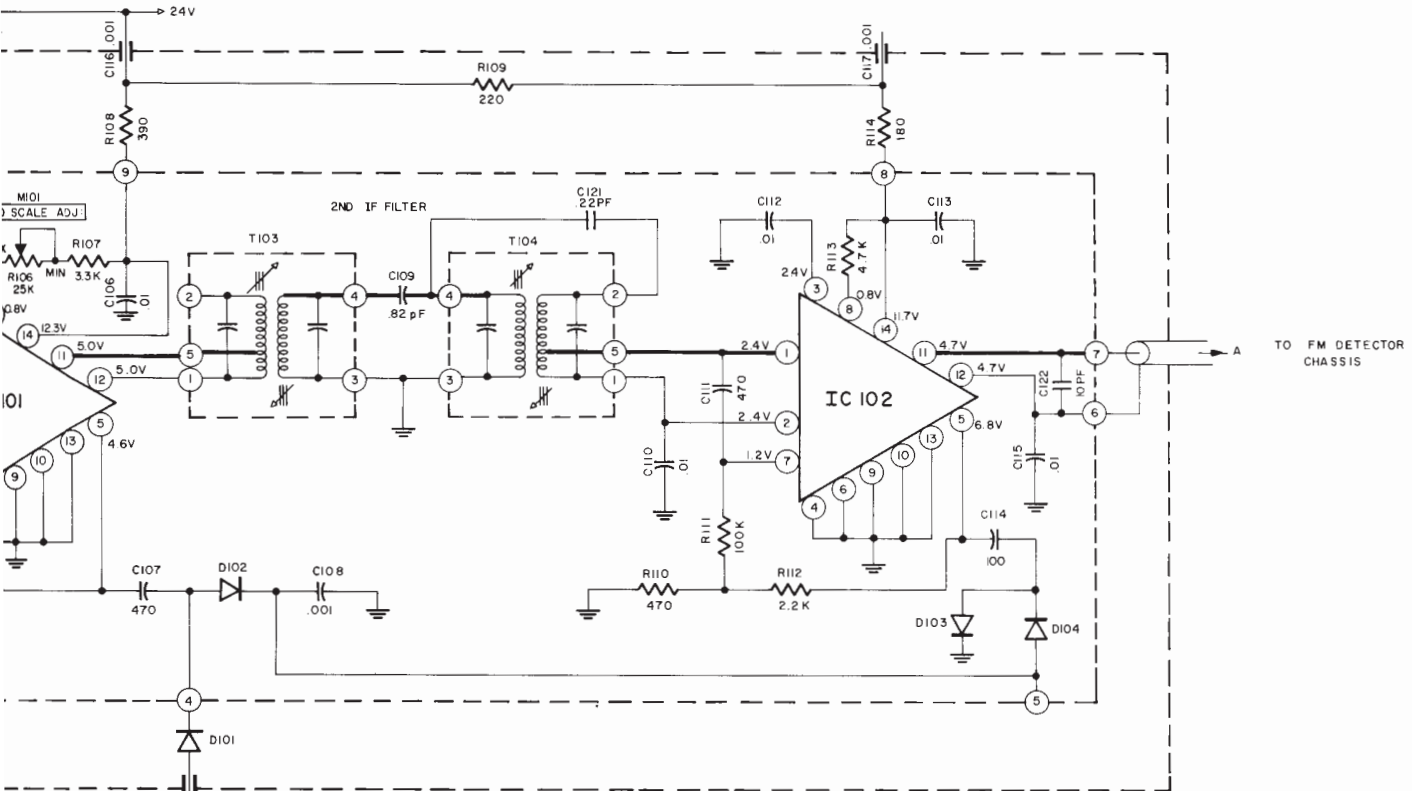 24V
C116 .001
C117 .001
R109
220
R108
390
R114
180
9
8
M101
SCALE ADJ:
2ND IF FILTER
C121
.22PF
C112
.01
C113
.01
R107
3.3K
R106
25K
MIN
C106
.01
T103
T104
C109
.82 pF
R113
4.7K
2.4V
3
0.8V
8
11.7V
14
0.8V
14
12.3V
11
5.0V
12
5.0V
2
5
1
4
3
4
3
2
5
1
101
5
4.6V
13
10
9
2.4V
1
C111
470
2.4V
2
1.2V
7
C110
.01
IC 102
11
4.7V
12
4.7V
5
6.8V
13
10
9
6
4
C122
10PF
7
6
C115
.01
A
TO FM DETECTOR
CHASSIS
R111
100K
C114
100
C107
470
D102
C108
.001
R110
470
R112
2.2K
D103
D104
4
5
D101